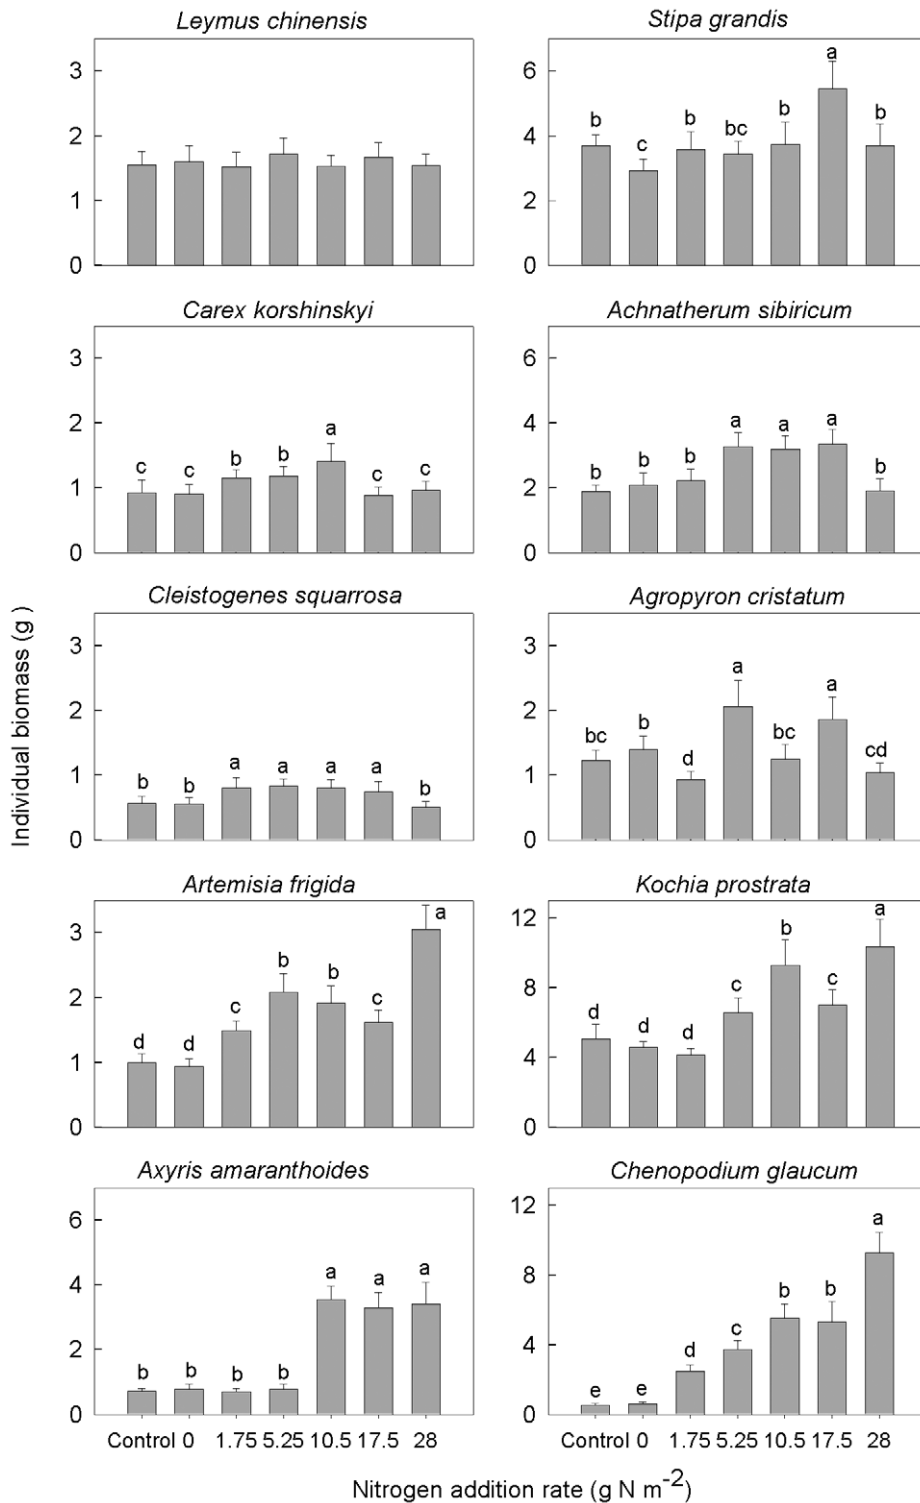 Leymus chinensis
Stipa grandis
3
2
1
0
6
4
2
0
b
c
b
bc
b
a
b
Carex korshinskyi
Achnatherum sibiricum
3
2
1
0
c
c
b
b
a
c
c
6
4
2
0
b
b
b
a
a
a
b
Cleistogenes squarrosa
Agropyron cristatum
Individual biomass (g )
3
2
1
0
b
b
a
a
a
a
b
3
2
1
0
bc
b
d
a
bc
a
cd
Artemisia frigida
Kochia prostrata
3
2
1
0
d
d
c
b
b
c
a
12
8
4
0
d
d
d
c
b
c
a
Axyris amaranthoides
Chenopodium glaucum
6
4
2
0
b
b
b
b
a
a
a
12
8
4
0
e
e
d
c
b
b
a
Control 0 1.75 5.25 10.5 17.5 28
Control 0 1.75 5.25 10.5 17.5 28
Nitrogen addition rate (g N m⁻²)